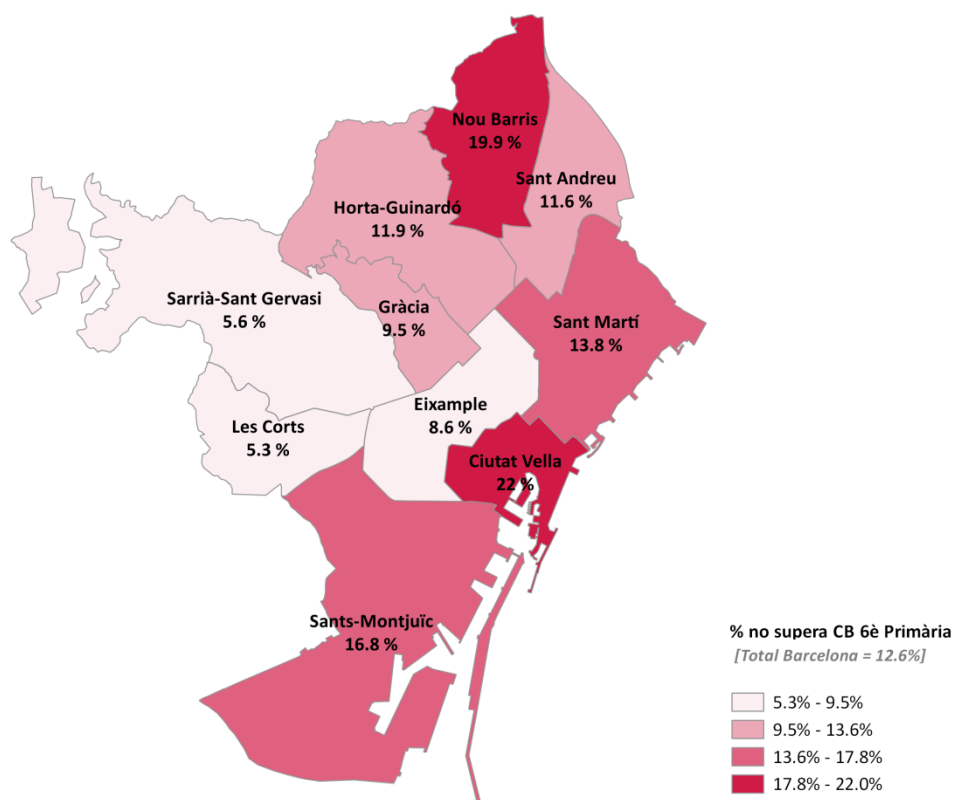 Nou Barris
19.9 %
Sant Andreu
11.6 %
Horta-Guinardó
11.9 %
Sarrià-Sant Gervasi
5.6 %
Gràcia
9.5 %
Sant Martí
13.8 %
Eixample
8.6 %
Les Corts
5.3 %
Ciutat Vella
22 %
Sants-Montjuïc
16.8 %
% no supera CB 6è Primària
[Total Barcelona = 12.6%]
5.3% - 9.5%
9.5% - 13.6%
13.6% - 17.8%
17.8% - 22.0%